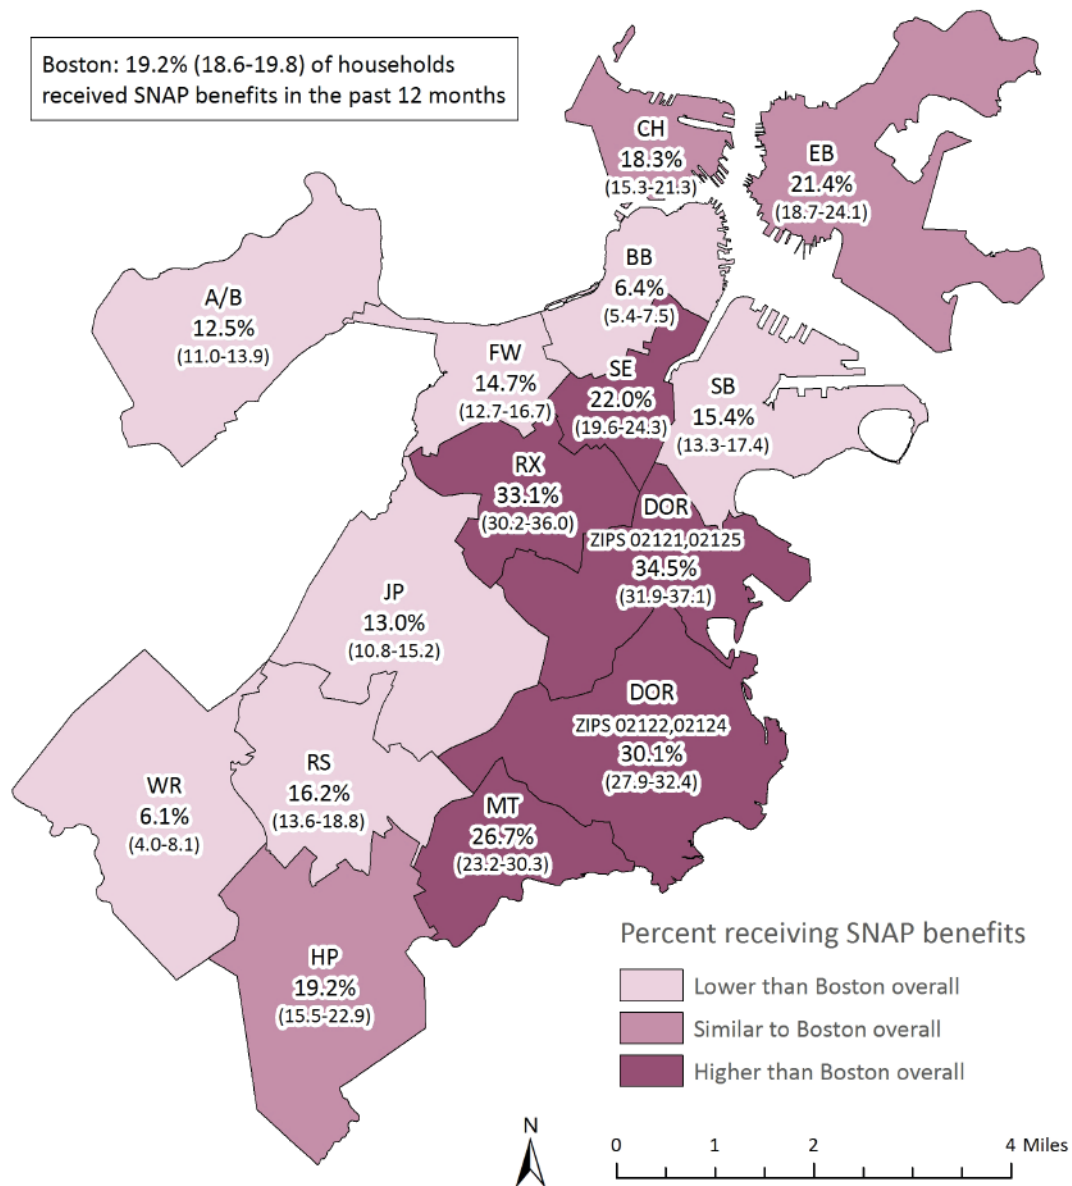 Boston: 19.2% (18.6-19.8) of households
received SNAP benefits in the past 12 months
CH
18.3%
(15.3-21.3)
EB
21.4%
(18.7-24.1)
BB
6.4%
(5.4-7.5)
A/B
12.5%
(11.0-13.9)
FW
14.7%
(12.7-16.7)
SE
22.0%
(19.6-24.3)
SB
15.4%
(13.3-17.4)
RX
33.1%
(30.2-36.0)
DOR
ZIPS 02121,02125
34.5%
(31.9-37.1)
JP
13.0%
(10.8-15.2)
DOR
ZIPS 02122,02124
30.1%
(27.9-32.4)
RS
16.2%
(13.6-18.8)
WR
6.1%
(4.0-8.1)
MT
26.7%
(23.2-30.3)
HP
19.2%
(15.5-22.9)
Percent receiving SNAP benefits
Lower than Boston overall
Similar to Boston overall
Higher than Boston overall
N
0 1 2 4 Miles